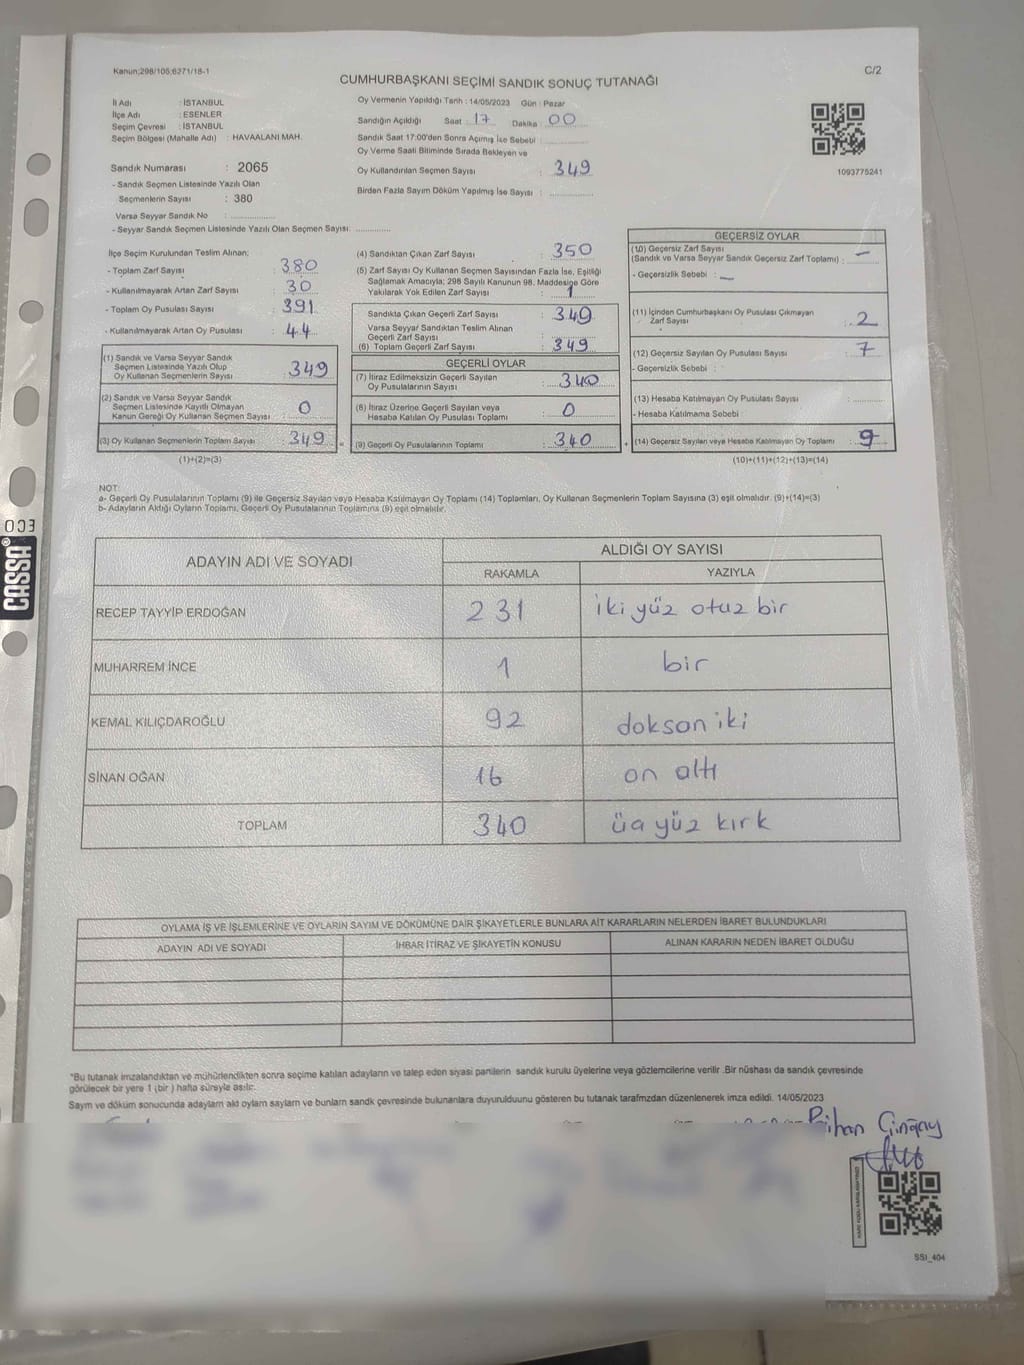 Kanun;298/105;6271/18-1
C/2
CUMHURBAŞKANI SEÇİMİ SANDIK SONUÇ TUTANAĞI
İl Adı : İSTANBUL
İlçe Adı : ESENLER
Seçim Çevresi : İSTANBUL
Seçim Bölgesi (Mahalle Adı) : HAVAALANI MAH.
Sandık Numarası : 2065
- Sandık Seçmen Listesinde Yazılı Olan
Seçmenlerin Sayısı : 380
Varsa Seyyar Sandık No : ................
- Seyyar Sandık Seçmen Listesinde Yazılı Olan Seçmen Sayısı: .............
Oy Vermenin Yapıldığı Tarih : 14/05/2023 Gün : Pazar
Sandığın Açıldığı Saat : 17 Dakika : 00
Sandık Saat 17:00'den Sonra Açımış İse Sebebi : ..............
Oy Verme Saati Bitiminde Sırada Bekleyen ve
Oy Kullandırılan Seçmen Sayısı : 349
Birden Fazla Sayım Döküm Yapılmış İse Sayısı : ..............
1093775241
İlçe Seçim Kurulundan Teslim Alınan;
- Toplam Zarf Sayısı : 380
- Kullanılmayarak Artan Zarf Sayısı : 30
- Toplam Oy Pusulası Sayısı : 391
- Kullanılmayarak Artan Oy Pusulası : 44
(1) Sandık ve Varsa Seyyar Sandık
Seçmen Listesinde Yazılı Olup
Oy Kullanan Seçmenlerin Sayısı : 349
(2) Sandık ve Varsa Seyyar Sandık
Seçmen Listesinde Kayıtlı Olmayan
Kanun Gereği Oy Kullanan Seçmen Sayısı : 0
(3) Oy Kullanan Seçmenlerin Toplam Sayısı : 349
(1)+(2)=(3)
(4) Sandıktan Çıkan Zarf Sayısı : 350
(5) Zarf Sayısı Oy Kullanan Seçmen Sayısından Fazla İse, Eşitliği
Sağlamak Amacıyla; 298 Sayılı Kanunun 98. Maddesine Göre
Yakılarak Yok Edilen Zarf Sayısı : 1
Sandıkta Çıkan Geçerli Zarf Sayısı : 349
Varsa Seyyar Sandıktan Teslim Alınan
Geçerli Zarf Sayısı :
(6) Toplam Geçerli Zarf Sayısı : 349
GEÇERLİ OYLAR
(7) İtiraz Edilmeksizin Geçerli Sayılan
Oy Pusulalarının Sayısı : 340
(8) İtiraz Üzerine Geçerli Sayılan veya
Hesaba Katılan Oy Pusulası Toplamı : 0
(9) Geçerli Oy Pusulalarının Toplamı : 340
GEÇERSİZ OYLAR
(10) Geçersiz Zarf Sayısı
(Sandık ve Varsa Seyyar Sandık Geçersiz Zarf Toplamı) : —
- Geçersizlik Sebebi : —
(11) İçinden Cumhurbaşkanı Oy Pusulası Çıkmayan
Zarf Sayısı : 2
(12) Geçersiz Sayılan Oy Pusulası Sayısı : 7
- Geçersizlik Sebebi :
(13) Hesaba Katılmayan Oy Pusulası Sayısı : ..............
- Hesaba Katılmama Sebebi
(14) Geçersiz Sayılan veya Hesaba Katılmayan Oy Toplamı : 9
(10)+(11)+(12)+(13)=(14)
NOT:
a- Geçerli Oy Pusulalarının Toplamı (9) ile Geçersiz Sayılan veya Hesaba Katılmayan Oy Toplamı (14) Toplamları, Oy Kullanan Seçmenlerin Toplam Sayısına (3) eşit olmalıdır. (9)+(14)=(3)
b- Adayların Aldığı Oyların Toplamı, Geçerli Oy Pusulalarının Toplamına (9) eşit olmalıdır.
ADAYIN ADI VE SOYADI
ALDIĞI OY SAYISI
RAKAMLA YAZIYLA
RECEP TAYYİP ERDOĞAN 231 iki yüz otuz bir
MUHARREM İNCE 1 bir
KEMAL KILIÇDAROĞLU 92 doksan iki
SİNAN OĞAN 16 on altı
TOPLAM 340 üç yüz kırk
OYLAMA İŞ VE İŞLEMLERİNE VE OYLARIN SAYIM VE DÖKÜMÜNE DAİR ŞİKAYETLERLE BUNLARA AİT KARARLARIN NELERDEN İBARET BULUNDUKLARI
ADAYIN ADI VE SOYADI İHBAR İTİRAZ VE ŞİKAYETİN KONUSU ALINAN KARARIN NEDEN İBARET OLDUĞU
*Bu tutanak imzalandıktan ve mühürlendikten sonra seçime katılan adayların ve talep eden siyasi partilerin sandık kurulu üyelerine veya gözlemcilerine verilir .Bir nüshası da sandık çevresinde
görülecek bir yere 1 (bir ) hafta süreyle asılır.
Sayım ve döküm sonucunda adayların aldı oyların sayların ve bunların sandk çevresinde bulunanlara duyurulduunu gösteren bu tutanak tarafmzdan düzenlenerek imza edildi. 14/05/2023
SSI_404
ECO
CASSA